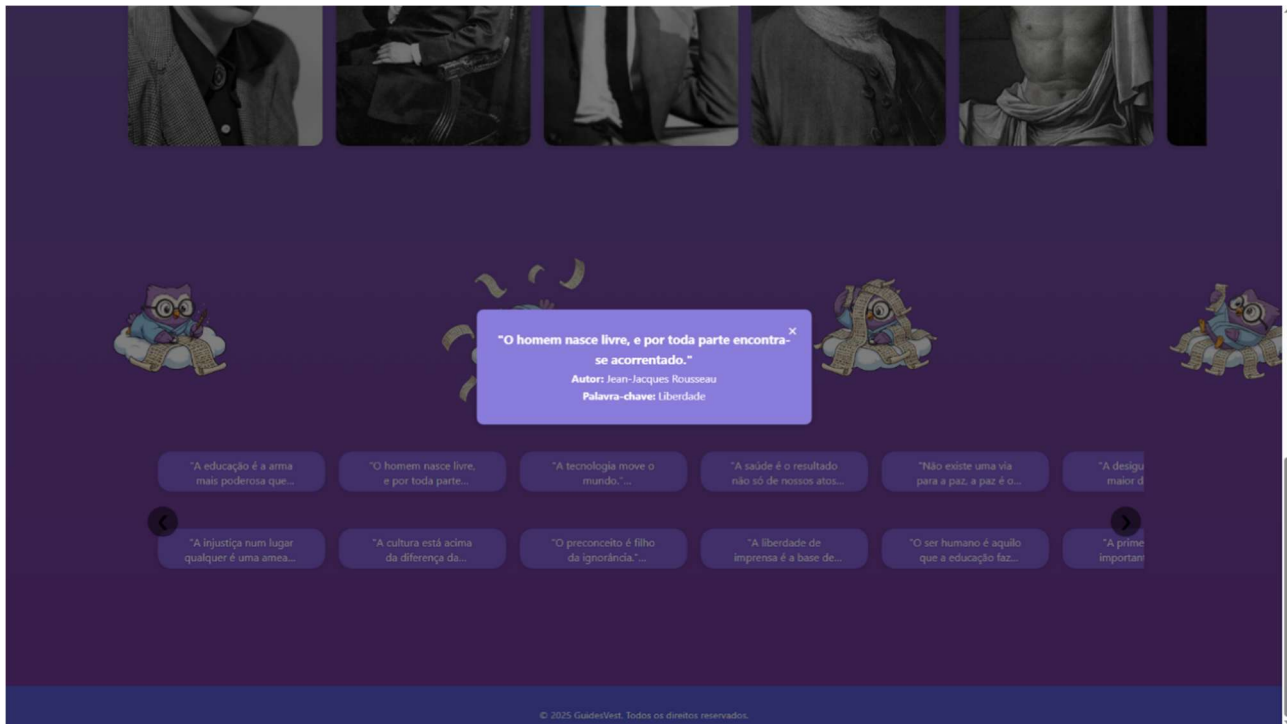 ×
"O homem nasce livre, e por toda parte encontra-
se acorrentado."
Autor: Jean-Jacques Rousseau
Palavra-chave: Liberdade
"A educação é a arma
mais poderosa que...
"O homem nasce livre,
e por toda parte...
"A tecnologia move o
mundo."...
"A saúde é o resultado
não só de nossos atos...
"Não existe uma via
para a paz, a paz é o...
"A desigu
maior d
"A injustiça num lugar
qualquer é uma amea...
"A cultura está acima
da diferença da...
"O preconceito é filho
da ignorância."...
"A liberdade de
imprensa é a base de...
"O ser humano é aquilo
que a educação faz...
"A prime
important
© 2025 GuidesVest. Todos os direitos reservados.